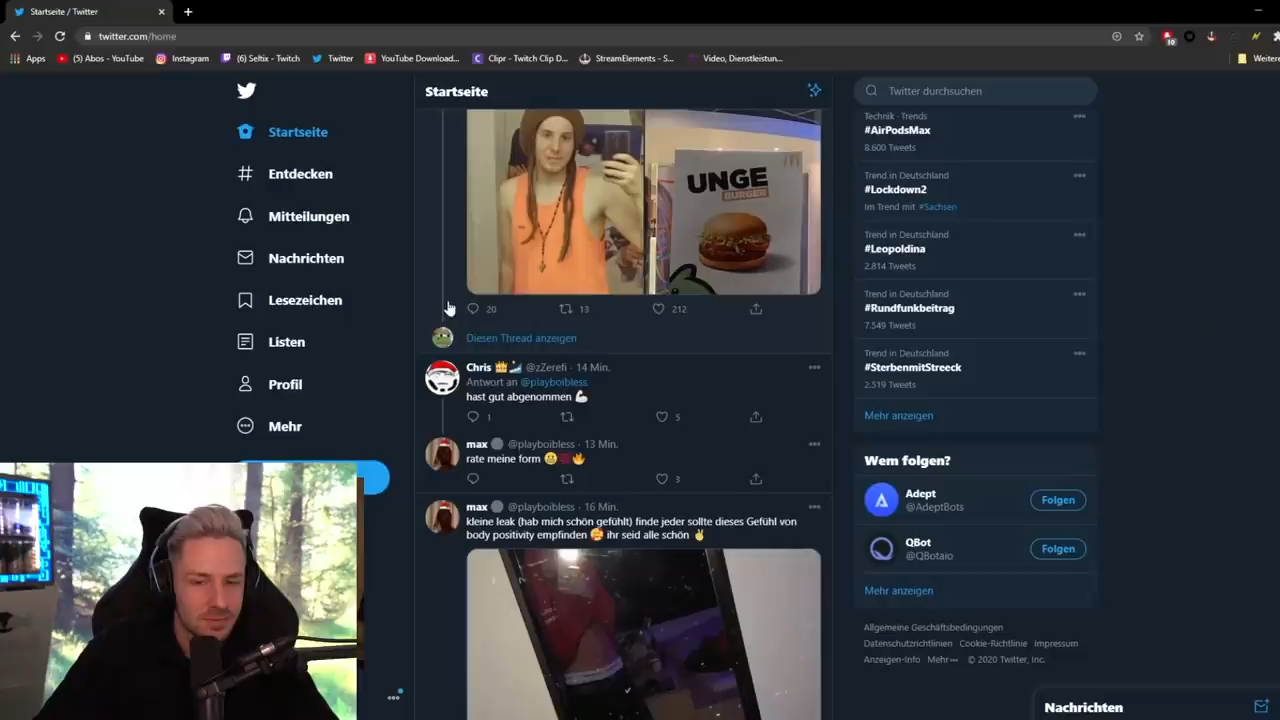 Startseite / Twitter
twitter.com/home
Apps
(5) Abos - YouTube
Instagram
(6) Seltix - Twitch
Twitter
YouTube Download...
Clipr - Twitch Clip D...
StreamElements - S...
Video, Dienstleistun...
Weitere
Startseite
Entdecken
Mitteilungen
Nachrichten
Lesezeichen
Listen
Profil
Mehr
Startseite
UNGE
BURGER
20 13 212
Diesen Thread anzeigen
Chris 👑 @zZerefi · 14 Min.
Antwort an @playboibless
hast gut abgenommen 💪🏻
1 5
max @playboibless · 13 Min.
rate meine form
3
max @playboibless · 16 Min.
kleine leak (hab mich schön gefühlt) finde jeder sollte dieses Gefühl von
body positivity empfinden 🥰 ihr seid alle schön ✌
Twitter durchsuchen
Technik · Trends
#AirPodsMax
8.600 Tweets
Trend in Deutschland
#Lockdown2
Im Trend mit #Sachsen
Trend in Deutschland
#Leopoldina
2.814 Tweets
Trend in Deutschland
#Rundfunkbeitrag
7.549 Tweets
Trend in Deutschland
#SterbenmitStreeck
2.519 Tweets
Mehr anzeigen
Wem folgen?
Adept
@AdeptBots
Folgen
QBot
@QBotaio
Folgen
Mehr anzeigen
Allgemeine Geschäftsbedingungen
Datenschutzrichtlinien Cookie-Richtlinie Impressum
Anzeigen-Info Mehr··· © 2020 Twitter, Inc.
Nachrichten